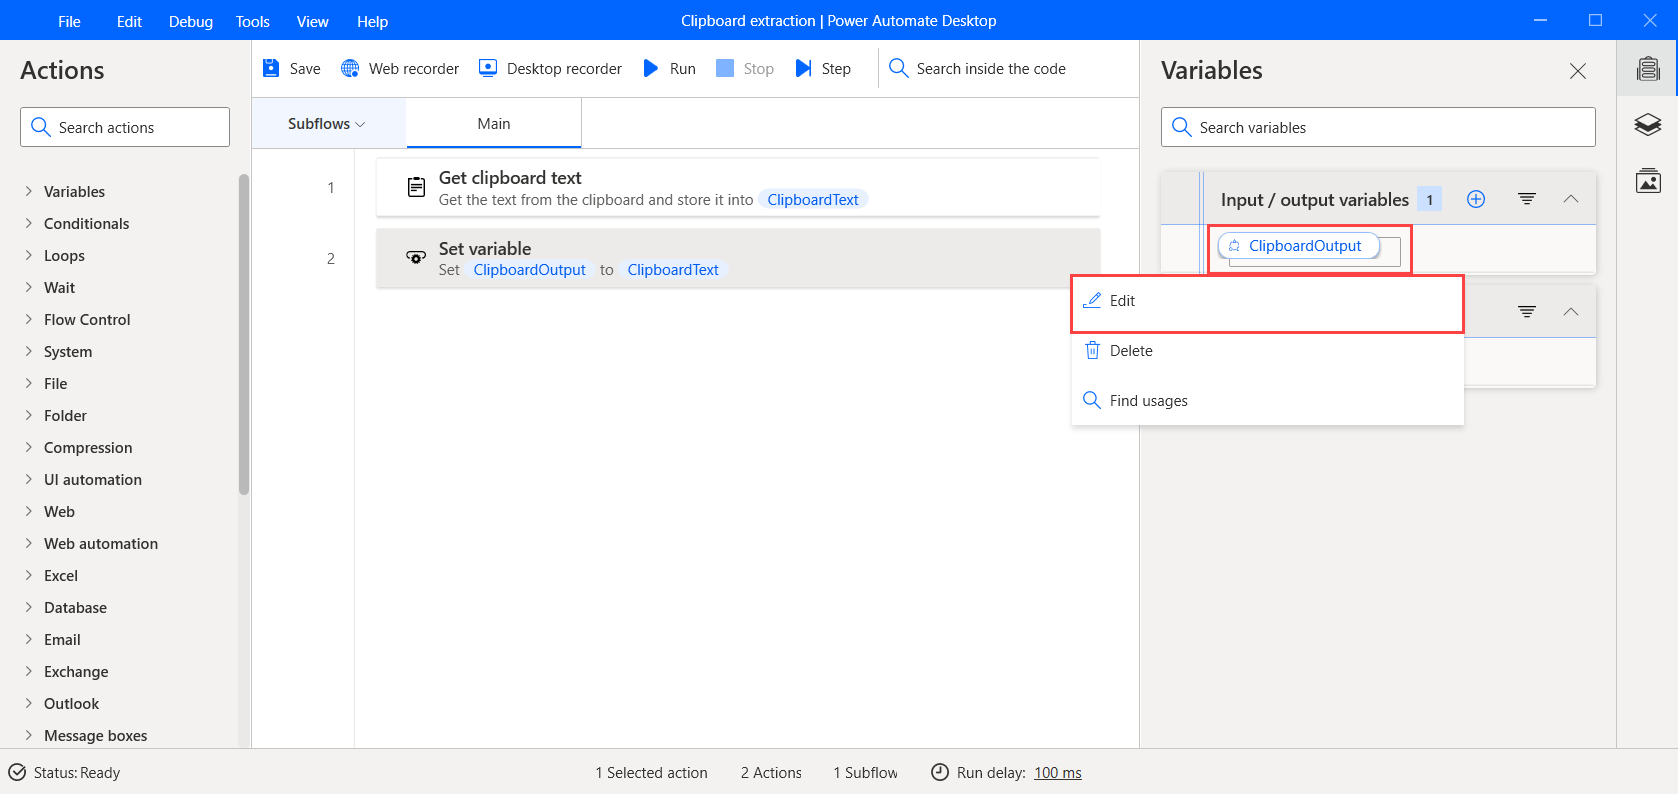 File Edit Debug Tools View Help Clipboard extraction | Power Automate Desktop
Actions
Search actions
Variables
Conditionals
Loops
Wait
Flow Control
System
File
Folder
Compression
UI automation
Web
Web automation
Excel
Database
Email
Exchange
Outlook
Message boxes
Save Web recorder Desktop recorder Run Stop Step Search inside the code
Subflows Main
1 Get clipboard text
Get the text from the clipboard and store it into ClipboardText
2 Set variable
Set ClipboardOutput to ClipboardText
Variables
Search variables
Input / output variables 1
ClipboardOutput
Edit
Delete
Find usages
Status: Ready 1 Selected action 2 Actions 1 Subflow Run delay: 100 ms